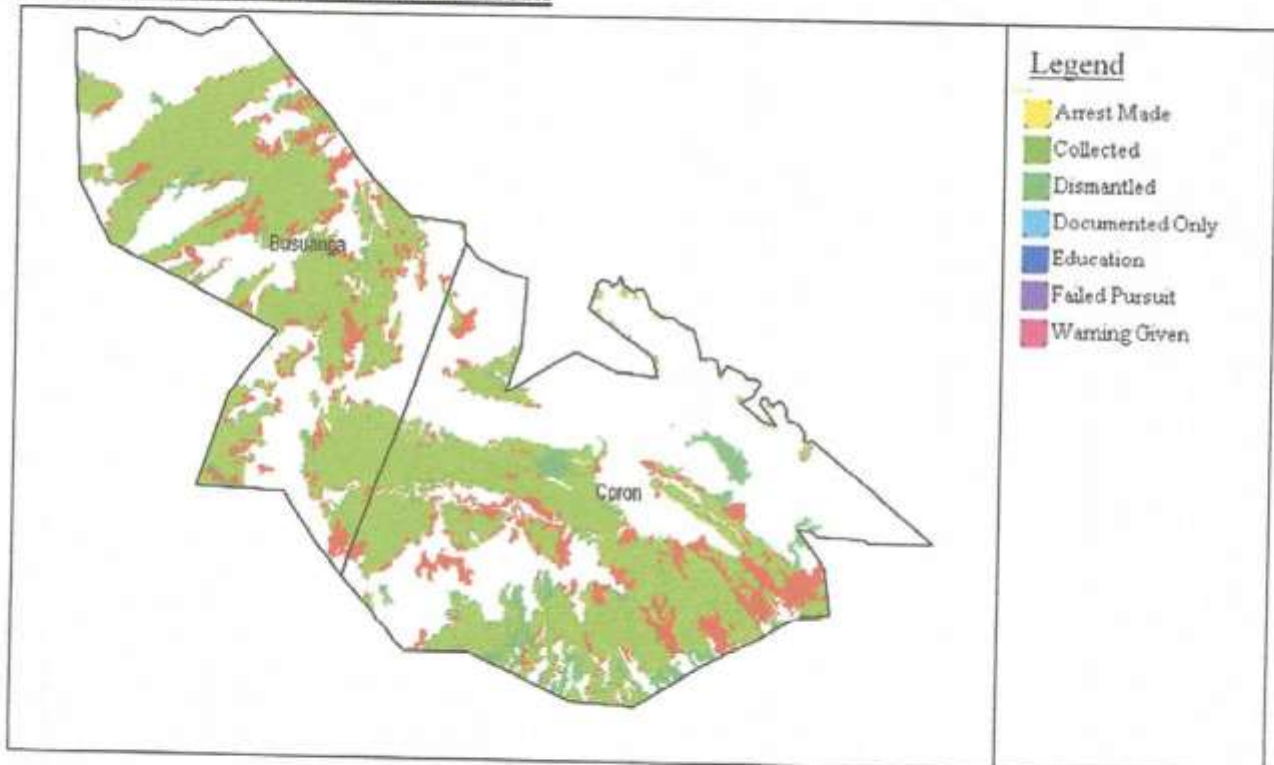 Legend
Arrest Made
Collected
Dismantled
Documented Only
Education
Failed Pursuit
Warning Given
Busuanga
Coron